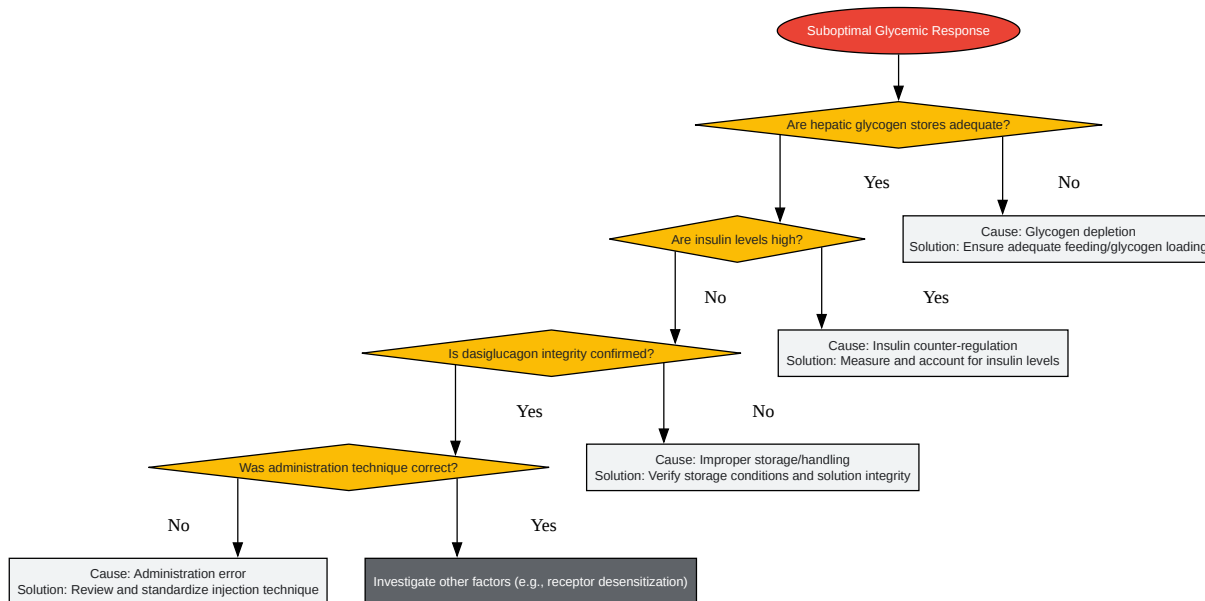 Suboptimal Glycemic Response
Are hepatic glycogen stores adequate?
Yes
No
Are insulin levels high?
Cause: Glycogen depletion
Solution: Ensure adequate feeding/glycogen loading
No
Yes
Is dasiglucagon integrity confirmed?
Cause: Insulin counter-regulation
Solution: Measure and account for insulin levels
Yes
No
Was administration technique correct?
Cause: Improper storage/handling
Solution: Verify storage conditions and solution integrity
No
Yes
Cause: Administration error
Solution: Review and standardize injection technique
Investigate other factors (e.g., receptor desensitization)